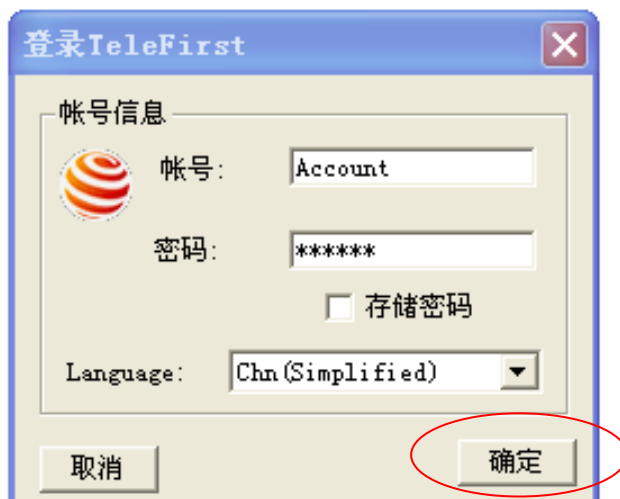 登录TeleFirst
帐号信息
帐号: Account
密码: ******
存储密码
Language: Chn(Simplified)
取消 确定